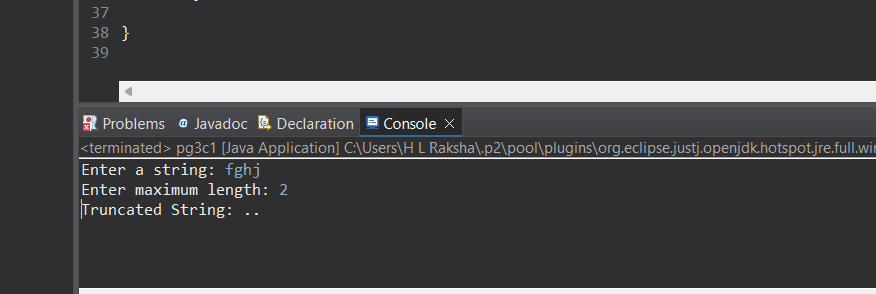 37
38 }
39
Problems @ Javadoc Declaration Console
<terminated> pg3c1 [Java Application] C:\Users\H L Raksha\.p2\pool\plugins\org.eclipse.justj.openjdk.hotspot.jre.full.win
Enter a string: fghj
Enter maximum length: 2
Truncated String: ..